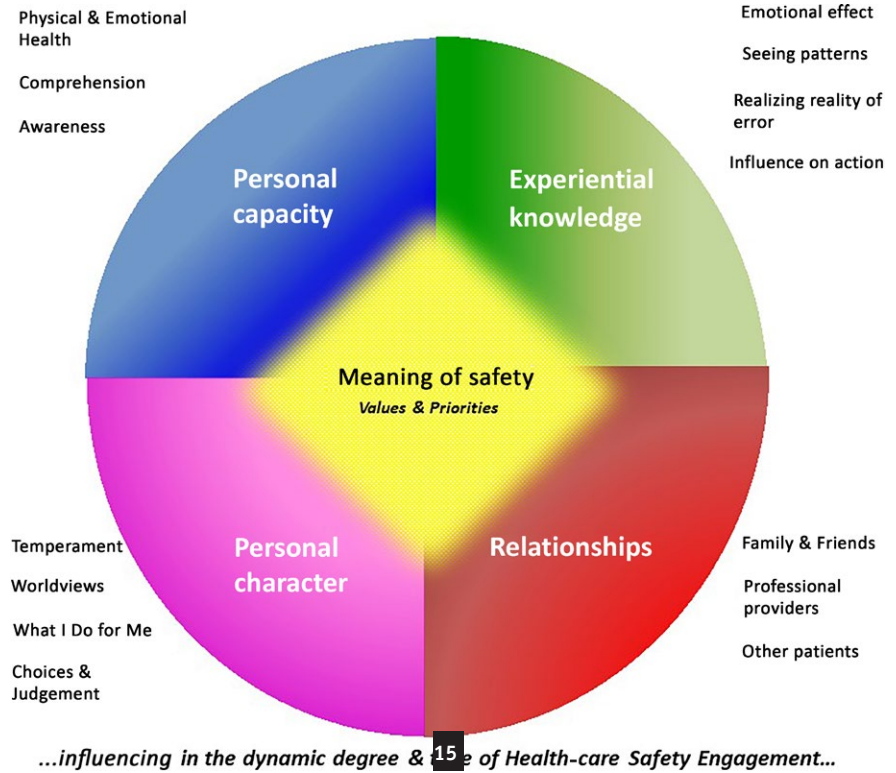 Physical & Emotional
Health
Comprehension
Awareness
Emotional effect
Seeing patterns
Realizing reality of
error
Influence on action
Personal
capacity
Experiential
knowledge
Meaning of safety
Values & Priorities
Personal
character
Relationships
Temperament
Worldviews
What I Do for Me
Choices &
Judgement
Family & Friends
Professional
providers
Other patients
...influencing in the dynamic degree & of Health-care Safety Engagement...
15